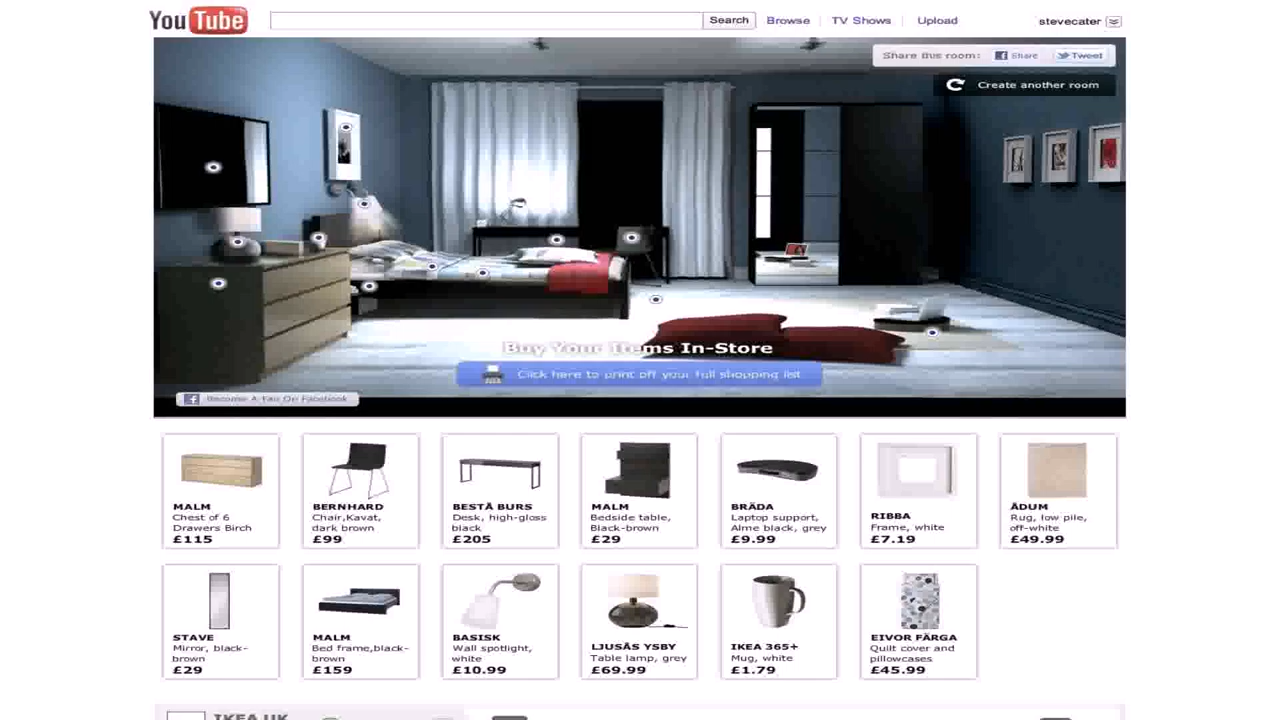 YouTube
Search
Browse
TV Shows
Upload
stevecater
Share this room:
Share
Tweet
Create another room
Buy Your Items In-Store
Click here to print off your full shopping list
Become A Fan On Facebook
MALM
Chest of 6
Drawers Birch
£115
BERNHARD
Chair,Kavat,
dark brown
£99
BESTÅ BURS
Desk, high-gloss
black
£205
MALM
Bedside table,
Black-brown
£29
BRÄDA
Laptop support,
Alme black, grey
£9.99
RIBBA
Frame, white
£7.19
ÅDUM
Rug, low pile,
off-white
£49.99
STAVE
Mirror, black-
brown
£29
MALM
Bed frame,black-
brown
£159
BASISK
Wall spotlight,
white
£10.99
LJUSÅS YSBY
Table lamp, grey
£69.99
IKEA 365+
Mug, white
£1.79
EIVOR FÄRGA
Quilt cover and
pillowcases
£45.99
IKEA UK